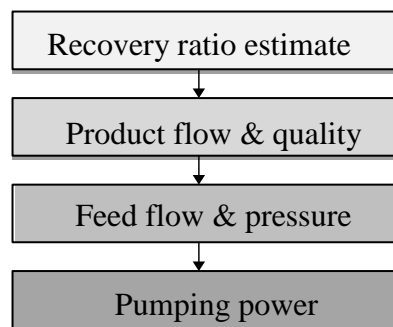 Recovery ratio estimate
Product flow & quality
Feed flow & pressure
Pumping power